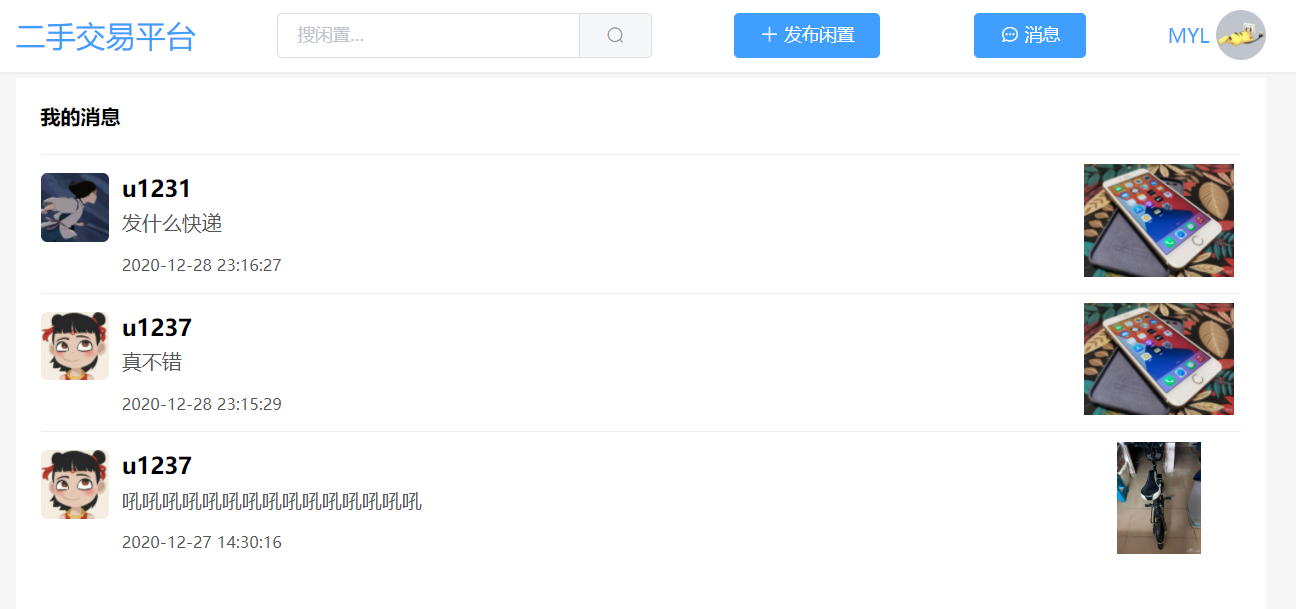 二手交易平台
搜闲置...
发布闲置
消息
MYL
我的消息
u1231
发什么快递
2020-12-28 23:16:27
u1237
真不错
2020-12-28 23:15:29
u1237
吼吼吼吼吼吼吼吼吼吼吼吼吼吼吼
2020-12-27 14:30:16